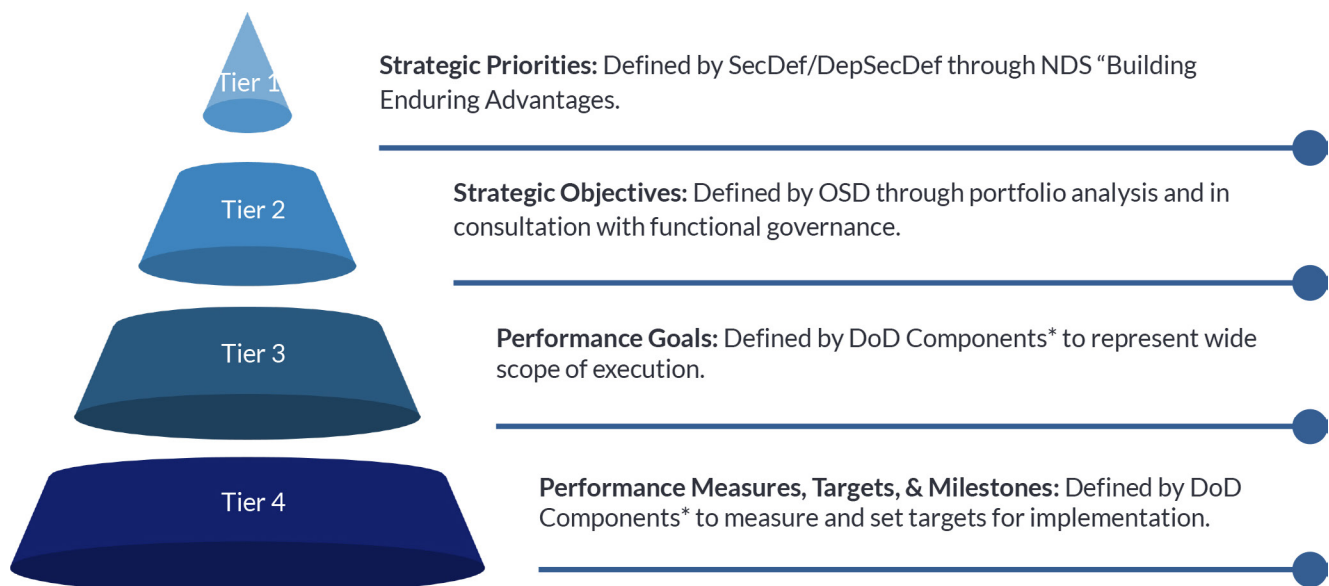 Tier 1
Strategic Priorities: Defined by SecDef/DepSecDef through NDS “Building
Enduring Advantages.
Tier 2
Strategic Objectives: Defined by OSD through portfolio analysis and in
consultation with functional governance.
Tier 3
Performance Goals: Defined by DoD Components* to represent wide
scope of execution.
Tier 4
Performance Measures, Targets, & Milestones: Defined by DoD
Components* to measure and set targets for implementation.